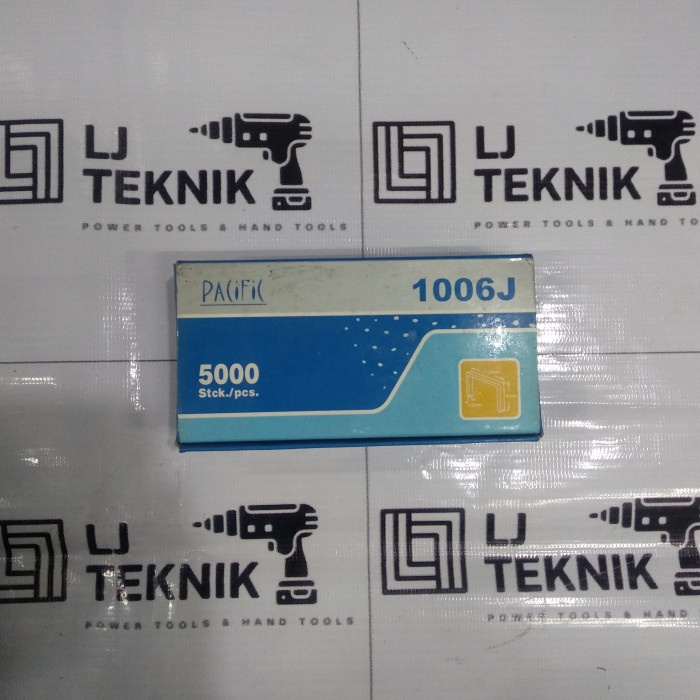 LJ
TEKNIK
POWER TOOLS & HAND TOOLS
LJ
TEKNIK
POWER TOOLS & HAND TO
PACiFiC
1006J
5000
Stck./pcs.
LJ
TEKNIK
POWER TOOLS & HAND TOOLS
LJ
TEKNIK
POWER TOOLS & HAND